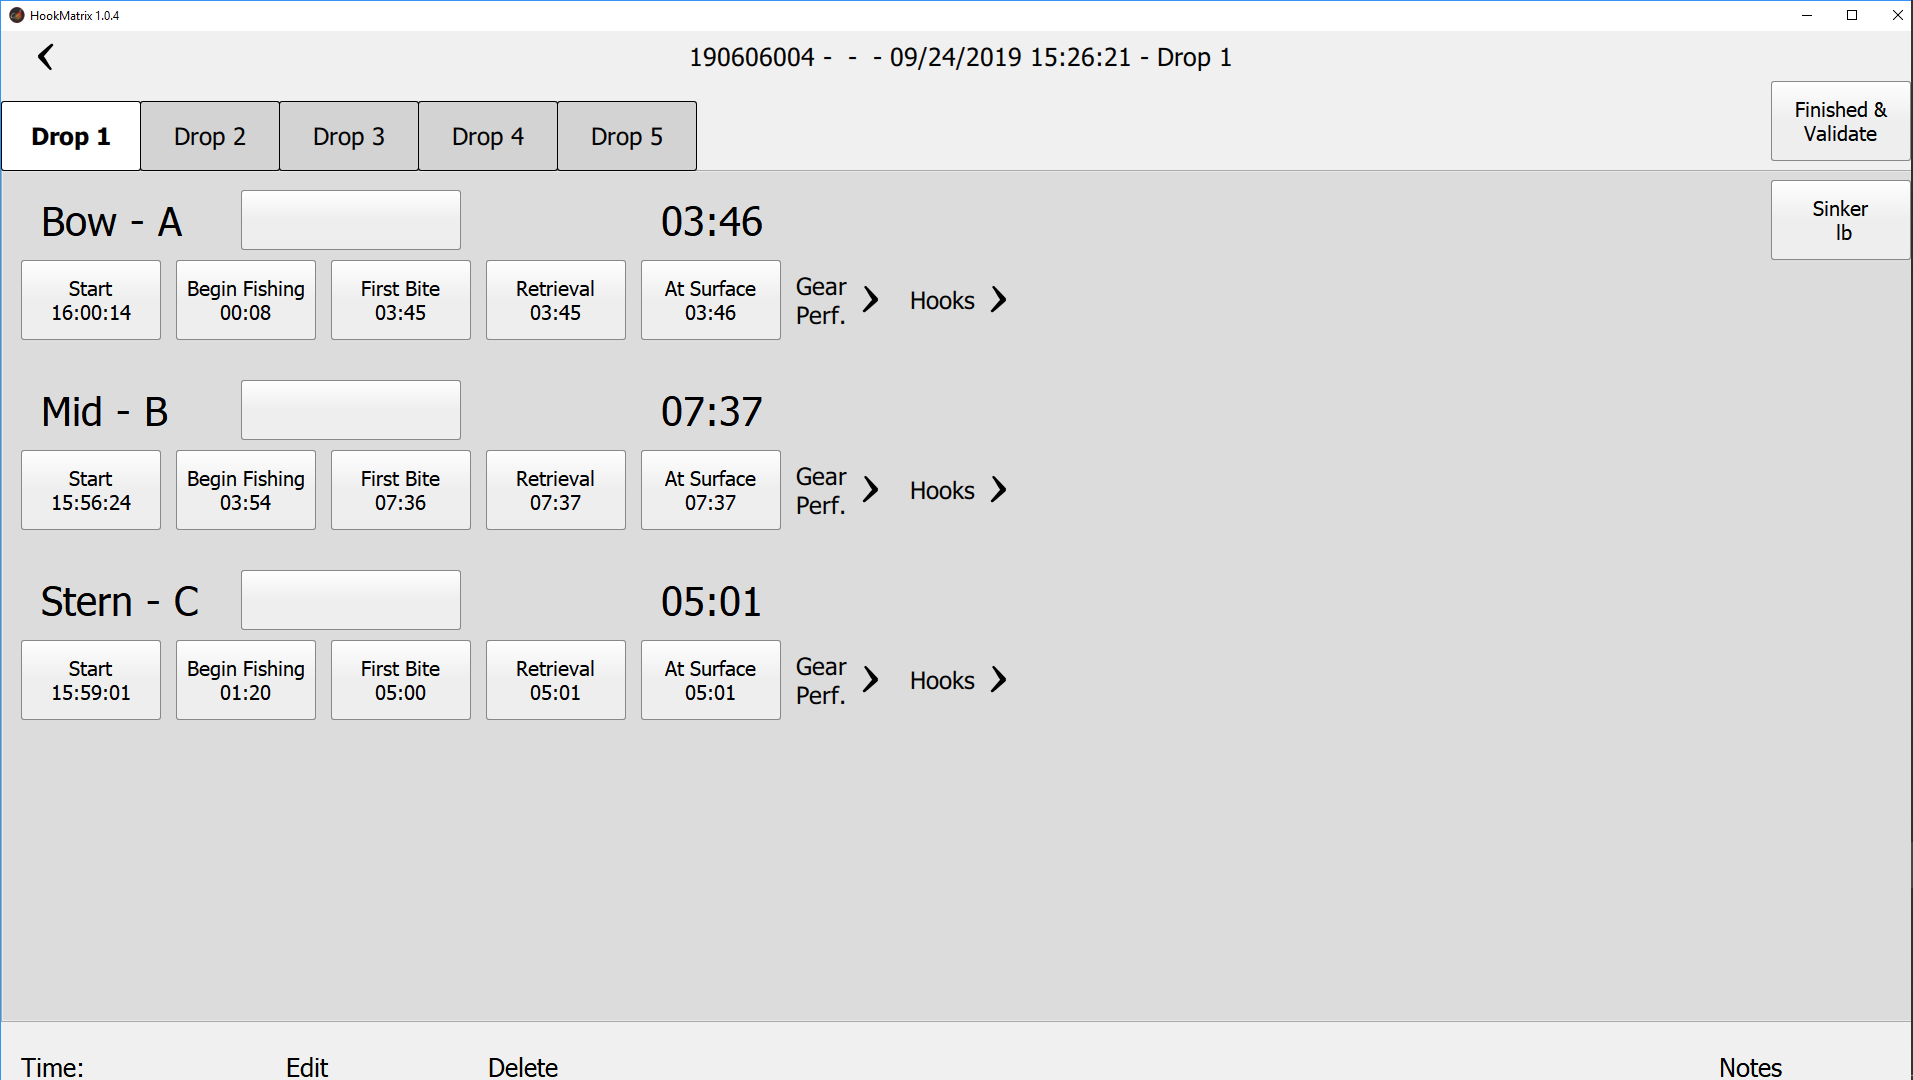 HookMatrix 1.0.4
190606004 - - - 09/24/2019 15:26:21 - Drop 1
Drop 1
Drop 2
Drop 3
Drop 4
Drop 5
Finished &
Validate
Sinker
lb
Bow - A
03:46
Start
16:00:14
Begin Fishing
00:08
First Bite
03:45
Retrieval
03:45
At Surface
03:46
Gear
Perf.
Hooks
Mid - B
07:37
Start
15:56:24
Begin Fishing
03:54
First Bite
07:36
Retrieval
07:37
At Surface
07:37
Gear
Perf.
Hooks
Stern - C
05:01
Start
15:59:01
Begin Fishing
01:20
First Bite
05:00
Retrieval
05:01
At Surface
05:01
Gear
Perf.
Hooks
Time:
Edit
Delete
Notes